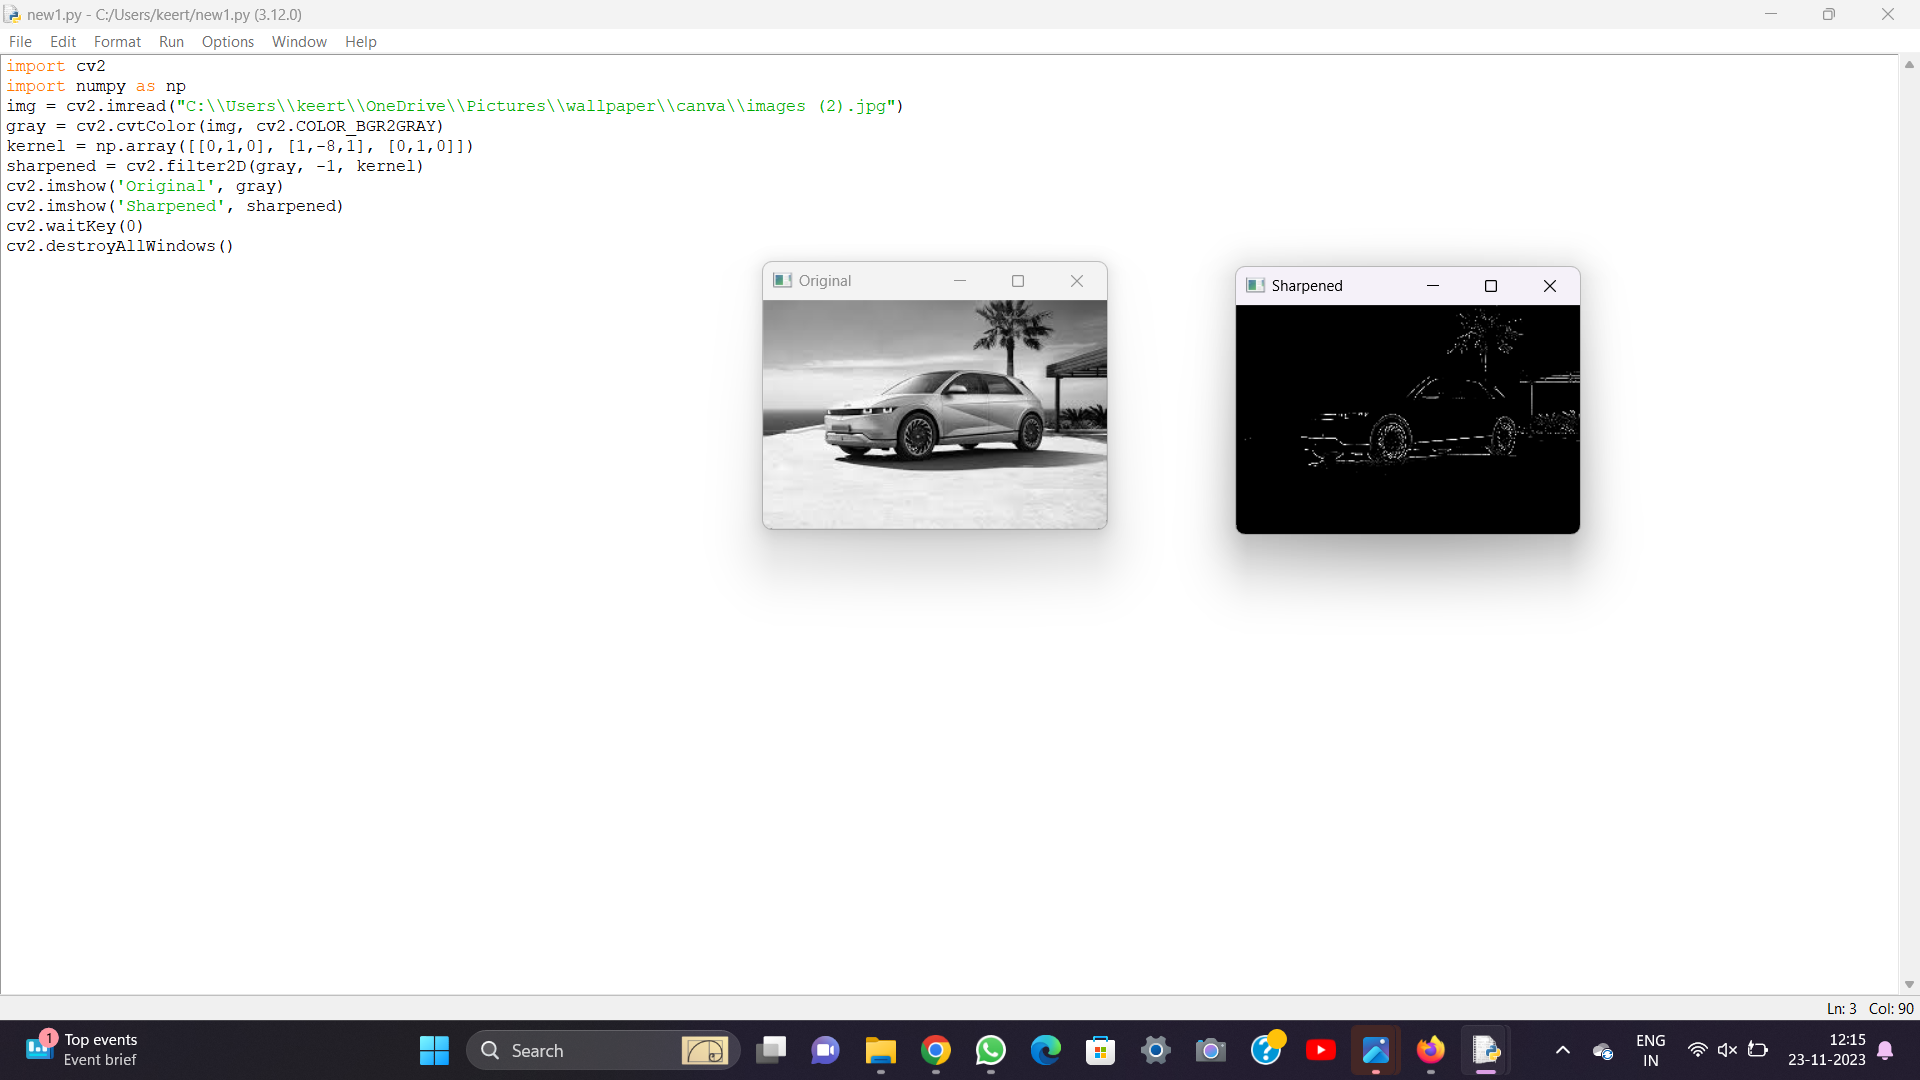 new1.py - C:/Users/keert/new1.py (3.12.0)
File Edit Format Run Options Window Help
import cv2
import numpy as np
img = cv2.imread("C:\\Users\\keert\\OneDrive\\Pictures\\wallpaper\\canva\\images (2).jpg")
gray = cv2.cvtColor(img, cv2.COLOR_BGR2GRAY)
kernel = np.array([[0,1,0], [1,-8,1], [0,1,0]])
sharpened = cv2.filter2D(gray, -1, kernel)
cv2.imshow('Original', gray)
cv2.imshow('Sharpened', sharpened)
cv2.waitKey(0)
cv2.destroyAllWindows()
Original
Sharpened
Ln: 3 Col: 90
1
Top events
Event brief
Search
ENG
IN
12:15
23-11-2023